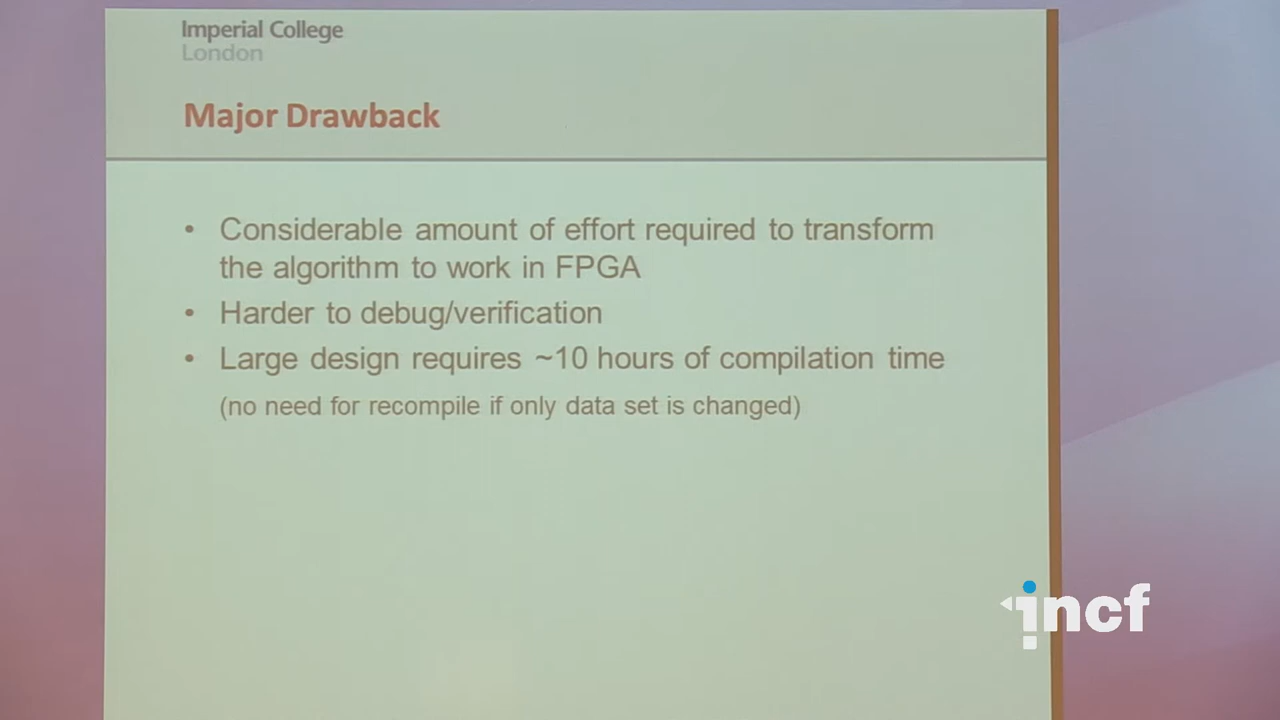 Imperial College
London
Major Drawback
• Considerable amount of effort required to transform
the algorithm to work in FPGA
• Harder to debug/verification
• Large design requires ~10 hours of compilation time
(no need for recompile if only data set is changed)
incf